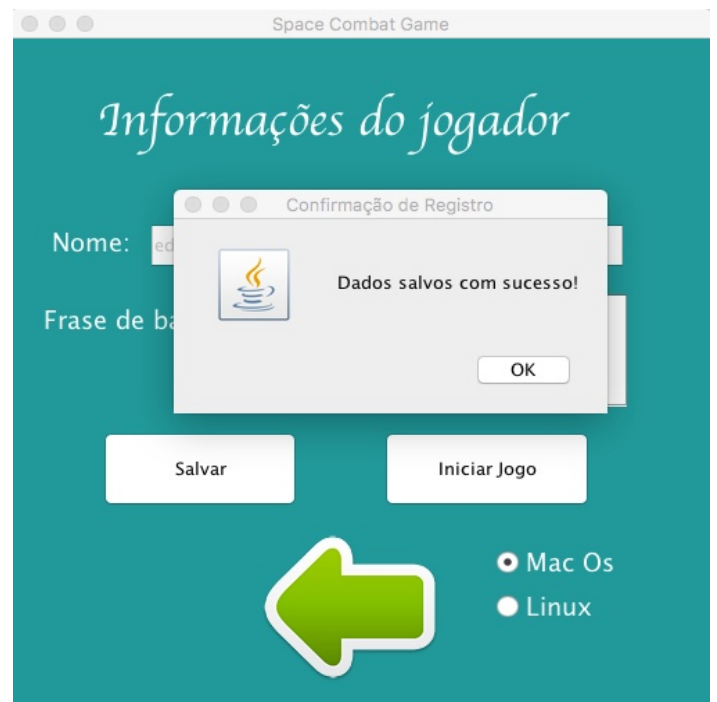 Space Combat Game
Informações do jogador
Confirmação de Registro
Nome: ed
Dados salvos com sucesso!
Frase de ba
OK
Salvar
Iniciar Jogo
Mac Os
Linux